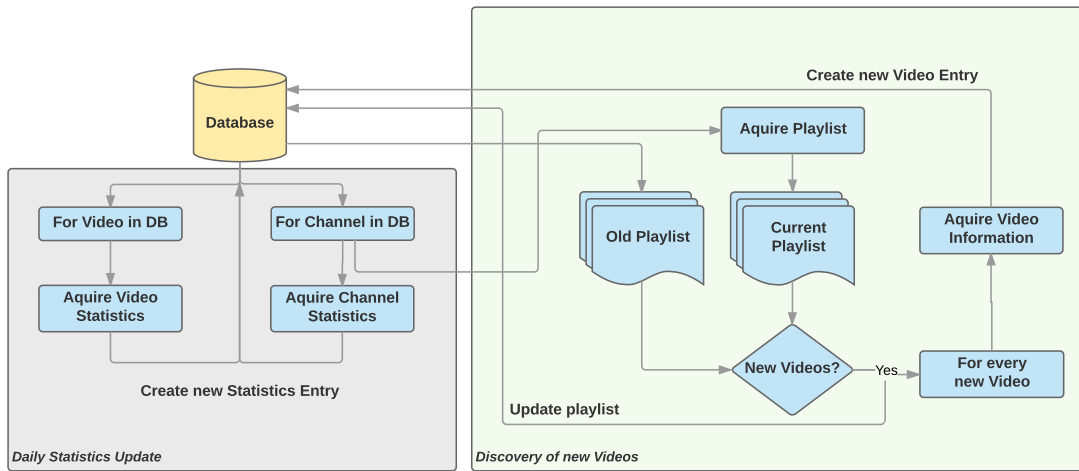 Create new Video Entry
Database
Aquire Playlist
For Video in DB
For Channel in DB
Old Playlist
Current
Playlist
Aquire Video
Information
Aquire Video
Statistics
Aquire Channel
Statistics
New Videos?
Yes
For every
new Video
Create new Statistics Entry
Update playlist
Daily Statistics Update
Discovery of new Videos